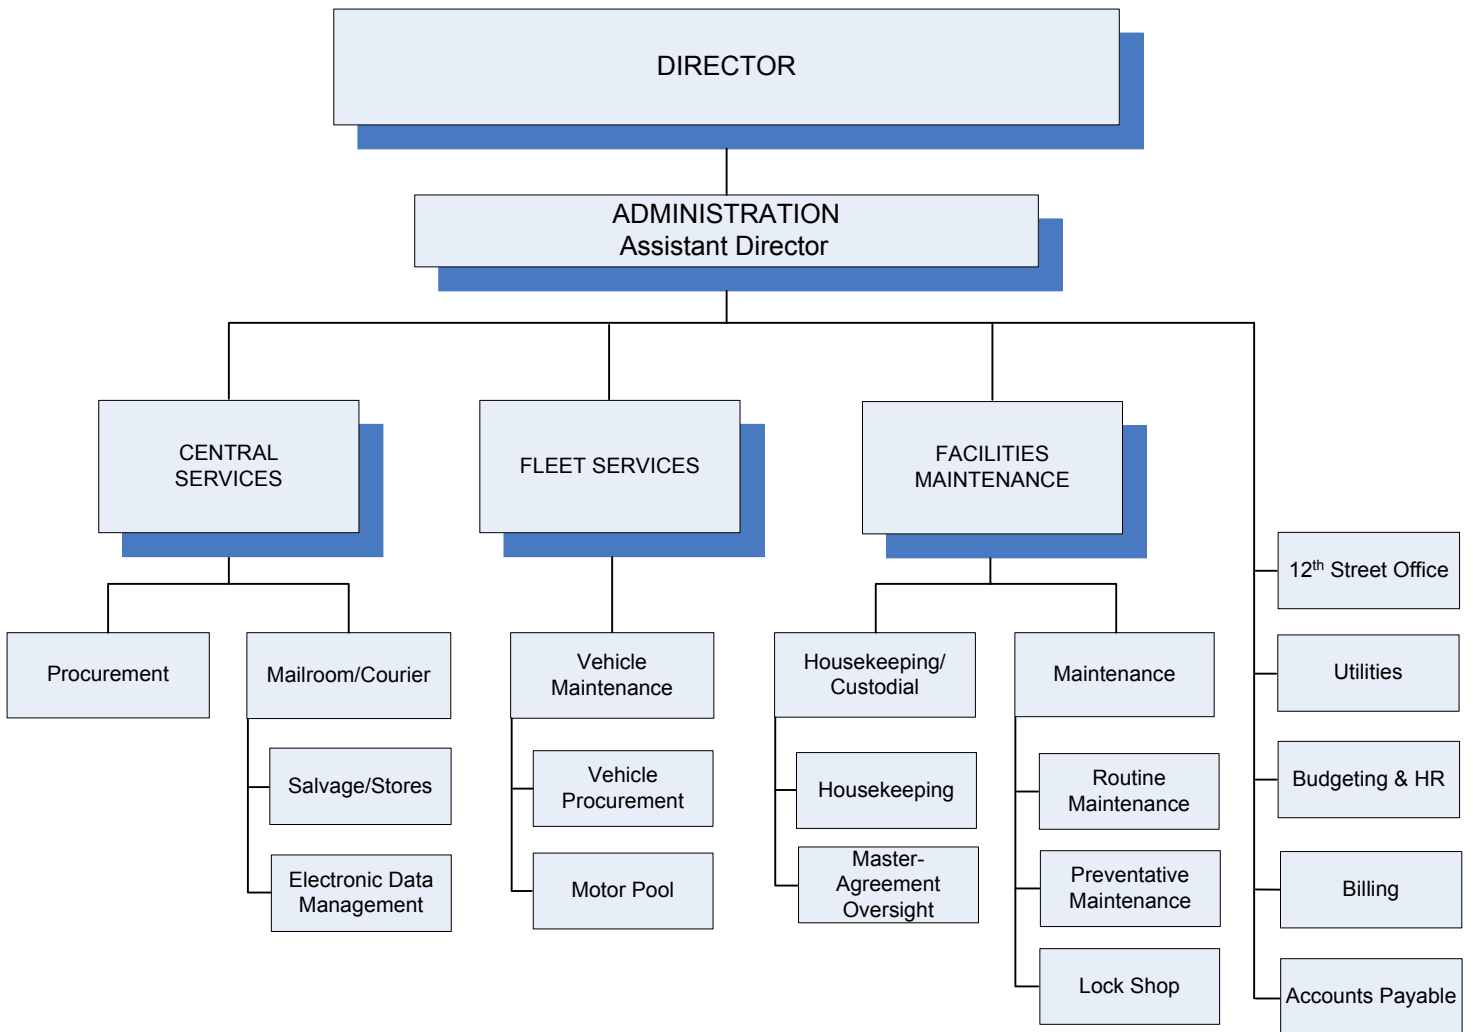 DIRECTOR
ADMINISTRATION
Assistant Director
CENTRAL
SERVICES
FLEET SERVICES
FACILITIES
MAINTENANCE
12th Street Office
Procurement
Mailroom/Courier
Vehicle
Maintenance
Housekeeping/
Custodial
Maintenance
Utilities
Salvage/Stores
Vehicle
Procurement
Housekeeping
Routine
Maintenance
Budgeting & HR
Electronic Data
Management
Motor Pool
Master-
Agreement
Oversight
Preventative
Maintenance
Billing
Lock Shop
Accounts Payable